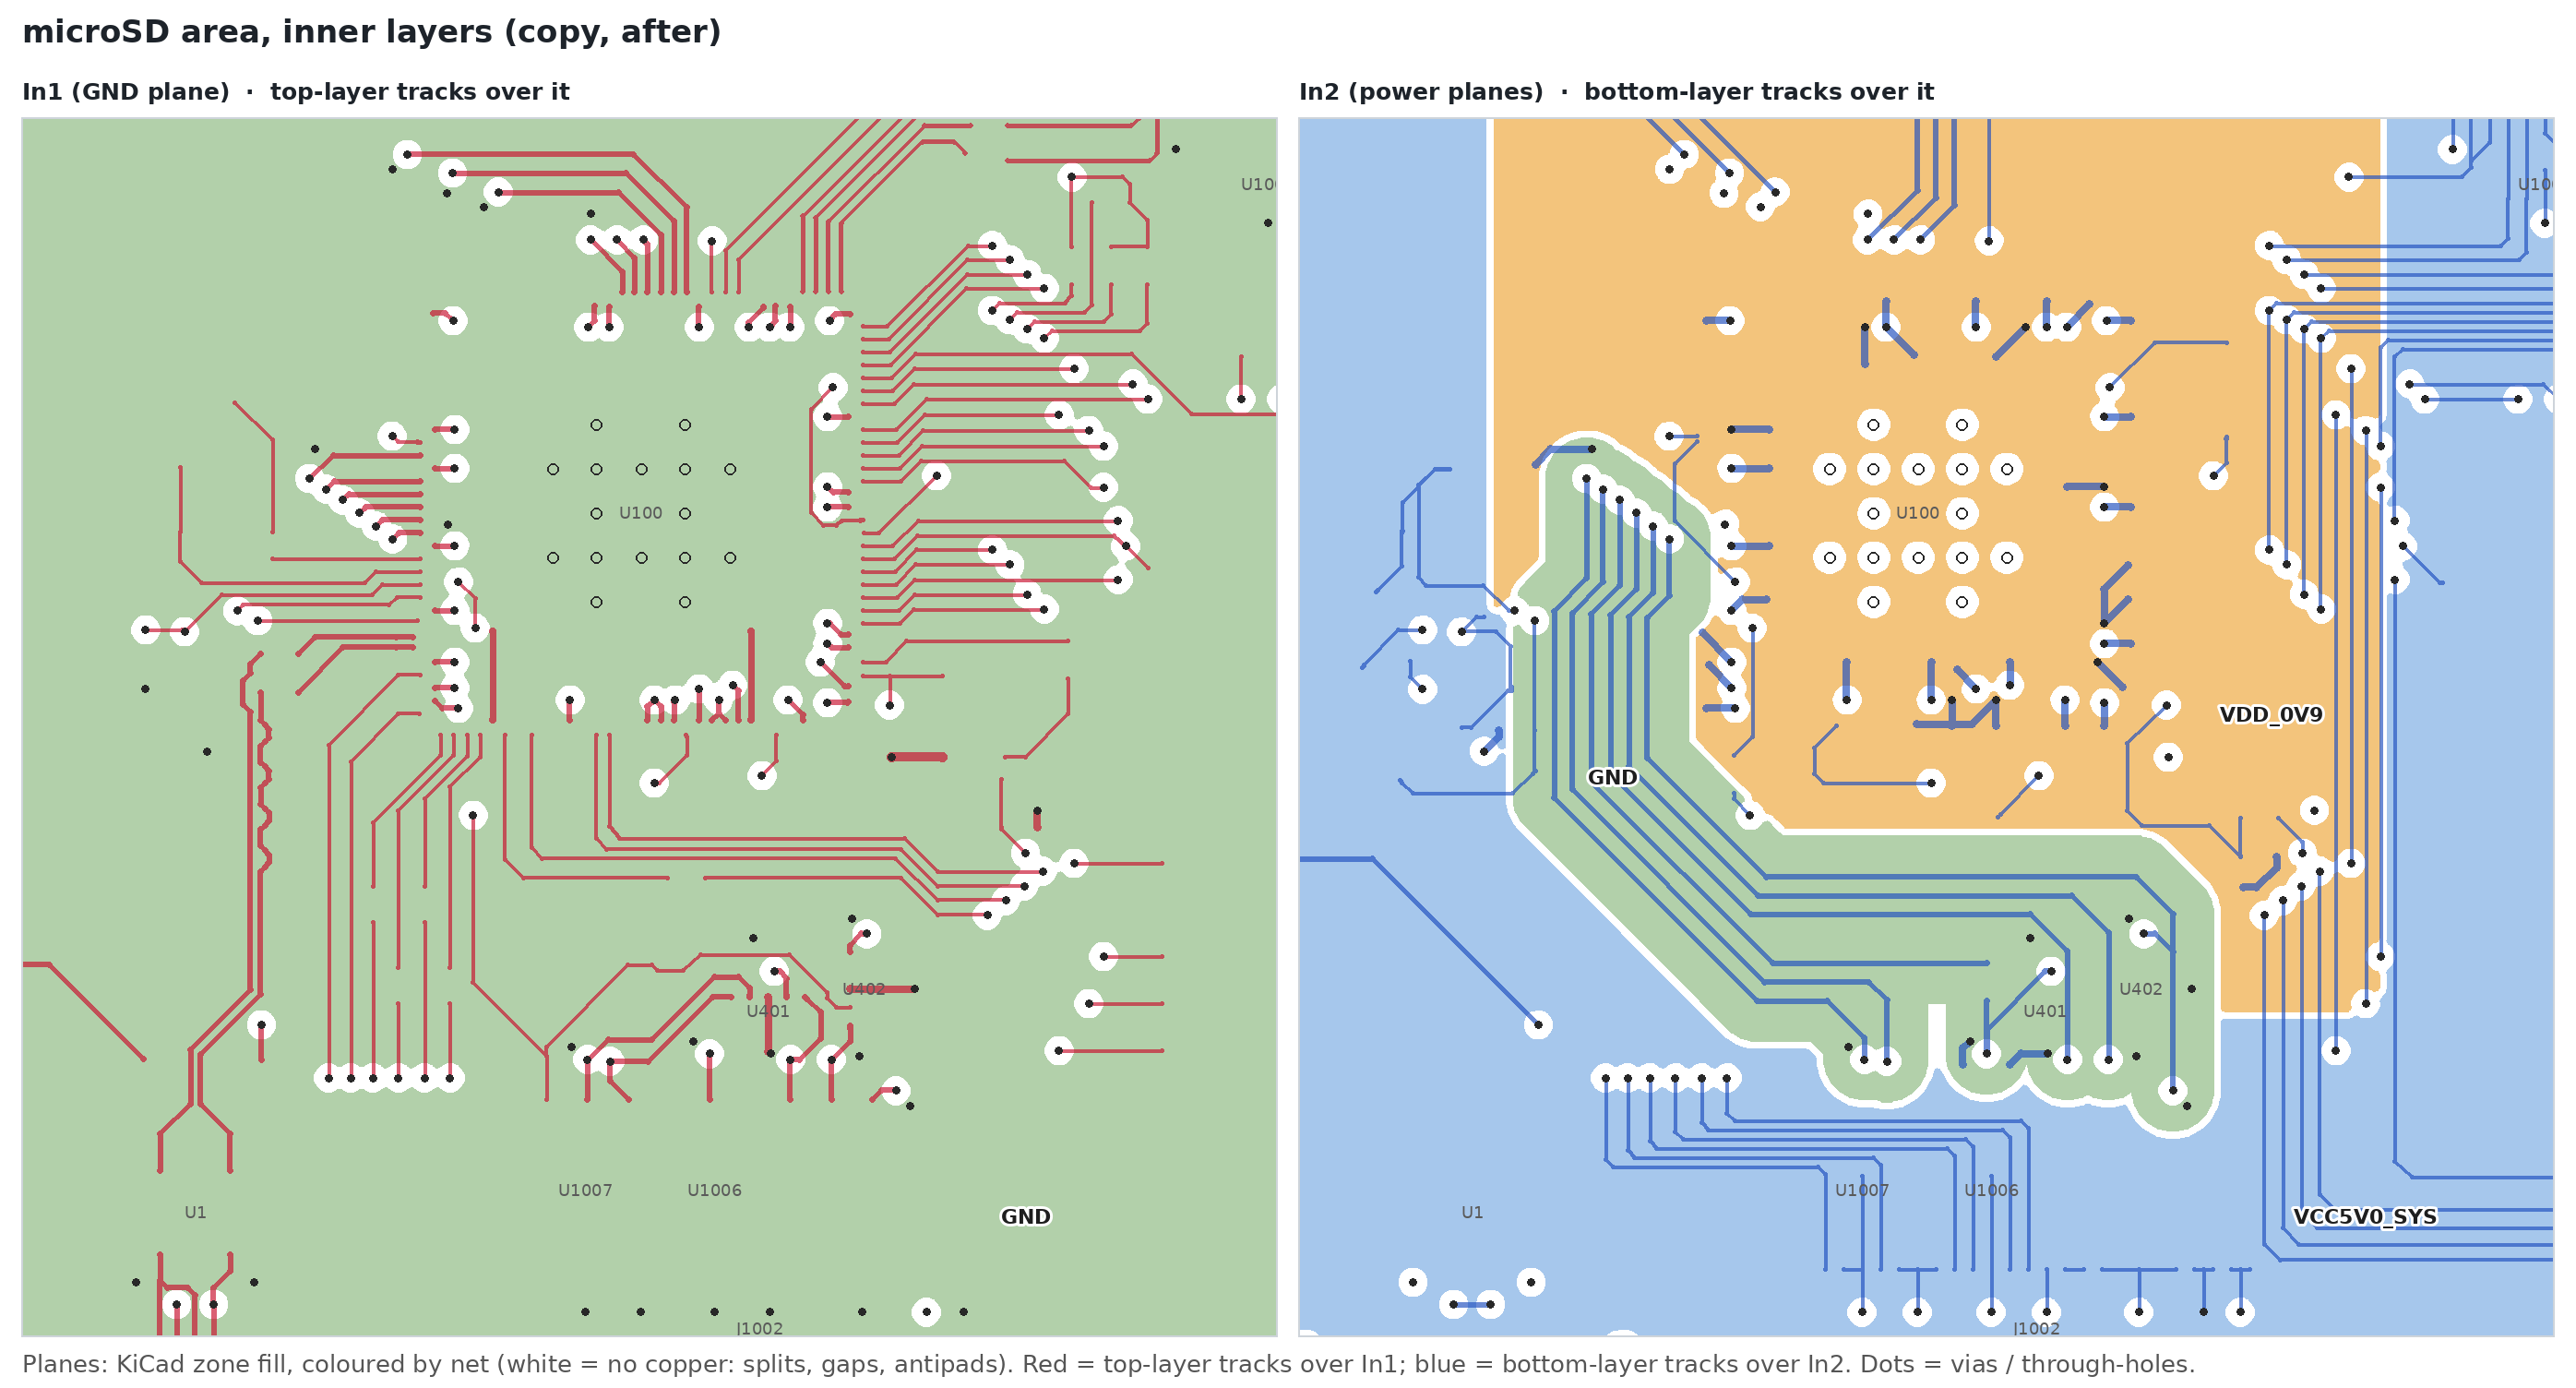 microSD area, inner layers (copy, after)
In1 (GND plane)  ·  top-layer tracks over it
In2 (power planes)  ·  bottom-layer tracks over it
U100
U402
U401
U1007
U1006
U1
GND
J1002
U100
VDD_0V9
GND
U402
U401
U1007
U1006
U1
VCC5V0_SYS
J1002
Planes: KiCad zone fill, coloured by net (white = no copper: splits, gaps, antipads). Red = top-layer tracks over In1; blue = bottom-layer tracks over In2. Dots = vias / through-holes.